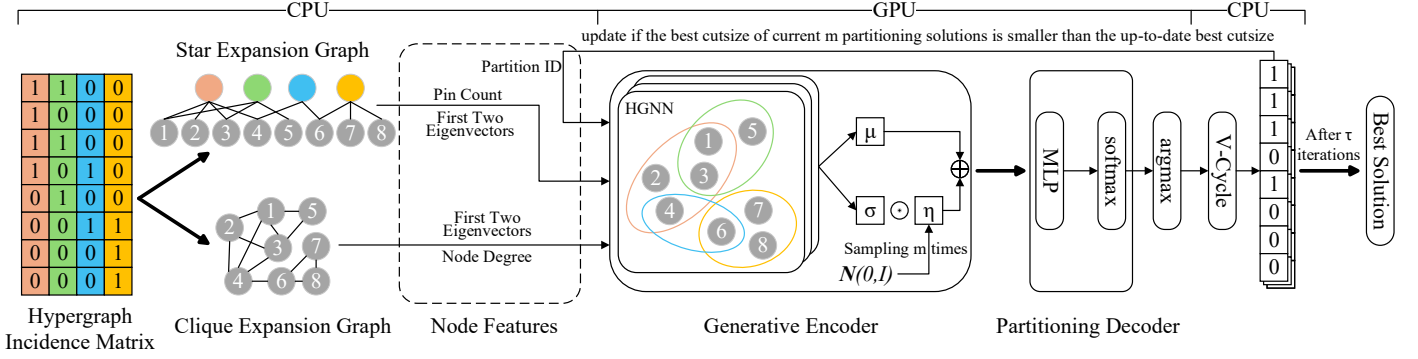 CPU
GPU
CPU
update if the best cutsize of current m partitioning solutions is smaller than the up-to-date best cutsize
Star Expansion Graph
Partition ID
1 1 0 0
1 0 0 0
1 1 0 0
1 0 1 0
0 1 0 0
0 0 1 1
0 0 0 1
0 0 0 1
Hypergraph
Incidence Matrix
1 2 3 4 5 6 7 8
Pin Count
First Two
Eigenvectors
1 5
2
3 7
4 6 8
Clique Expansion Graph
First Two
Eigenvectors
Node Degree
Node Features
HGNN
1 5
2 3
4
6 7
8
μ
σ ⊙ η
Sampling m times
N(0,I)
Generative Encoder
MLP
softmax
Partitioning Decoder
argmax
V-Cycle
1
1
1
0
1
0
0
0
After τ
iterations
Best Solution